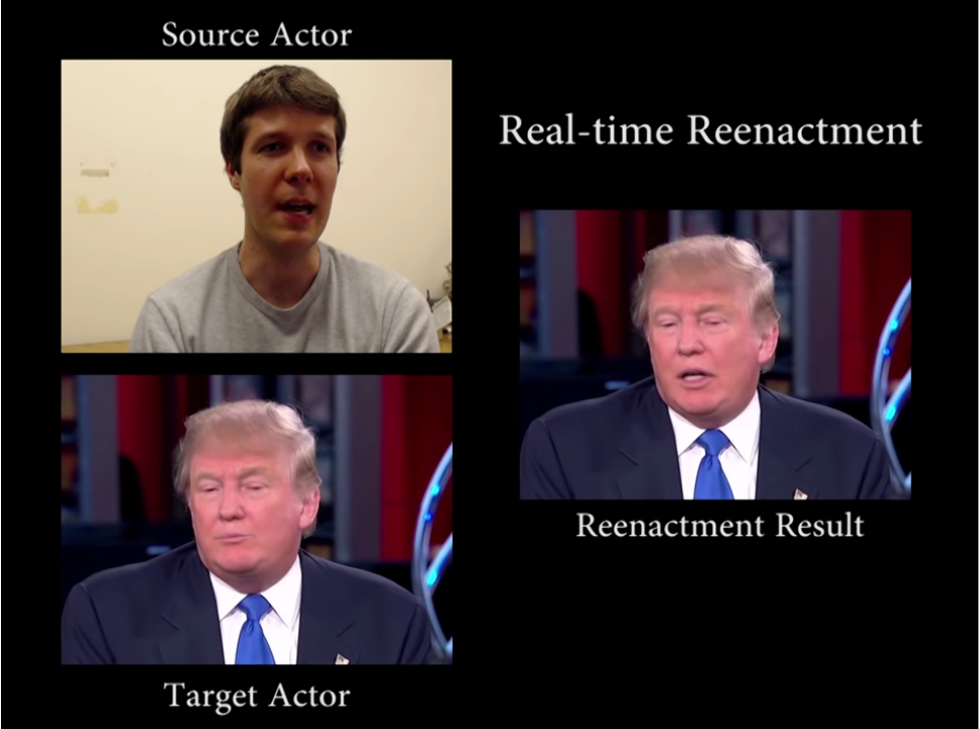 Source Actor
Real-time Reenactment
Reenactment Result
Target Actor